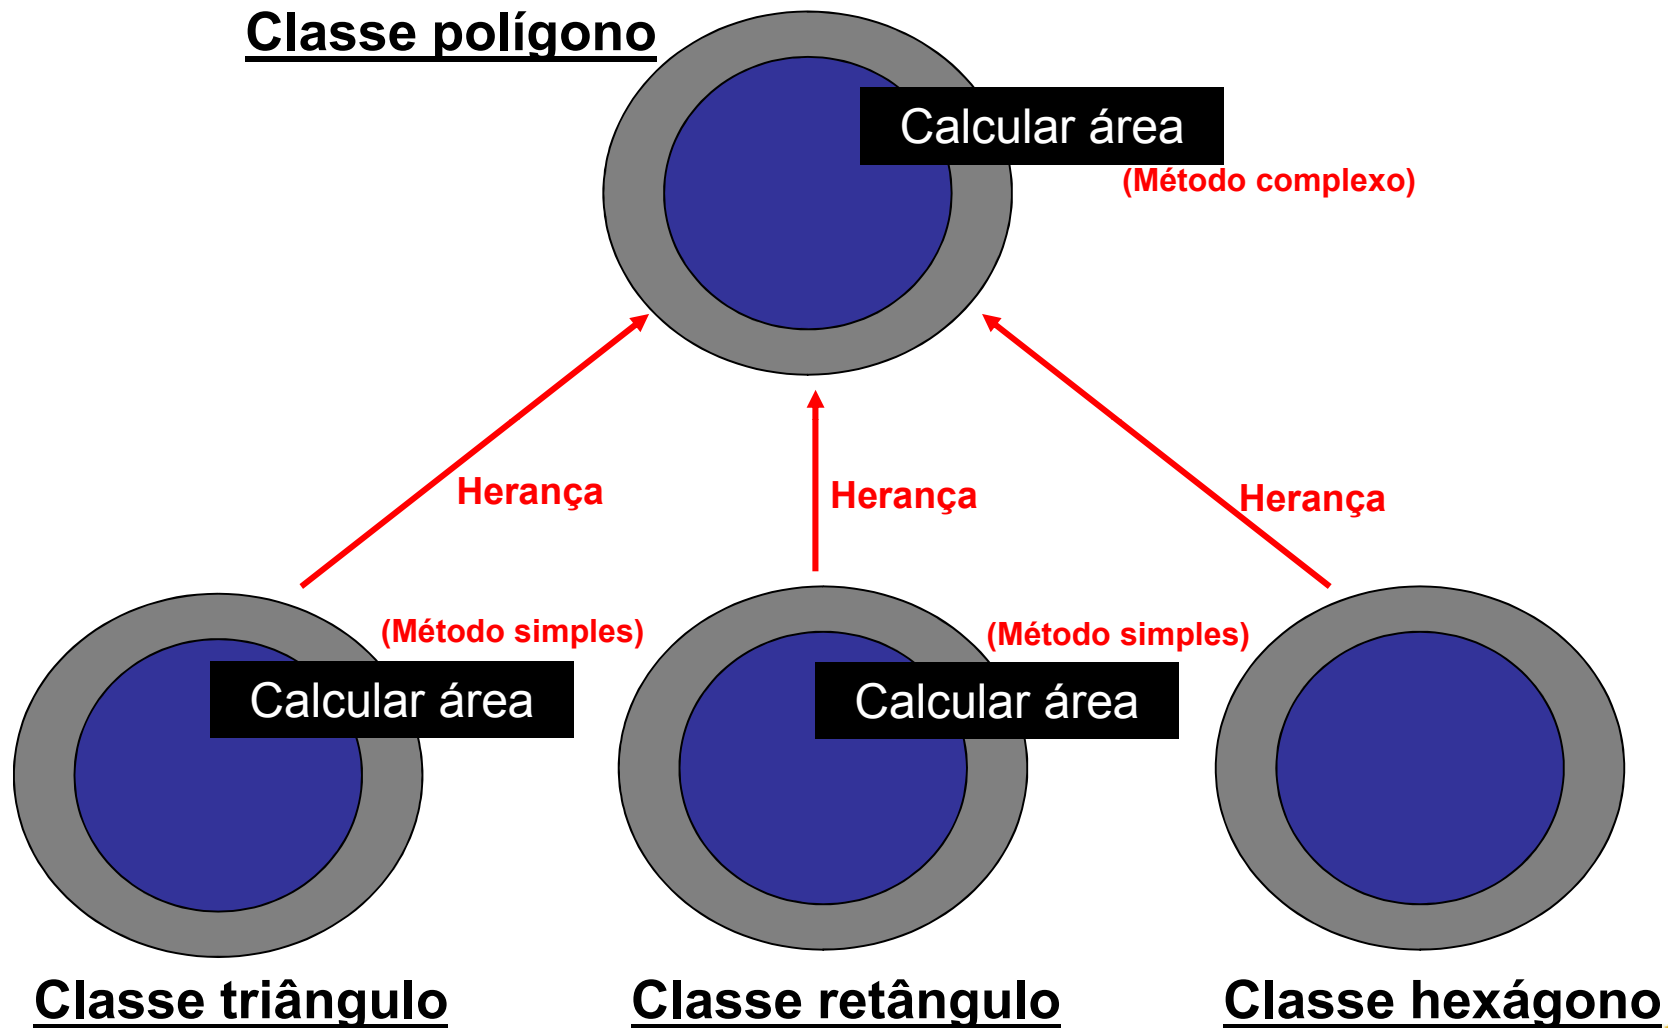 Classe polígono
Calcular área
(Método complexo)
Herança
Herança
Herança
(Método simples)
(Método simples)
Calcular área
Calcular área
Classe triângulo
Classe retângulo
Classe hexágono